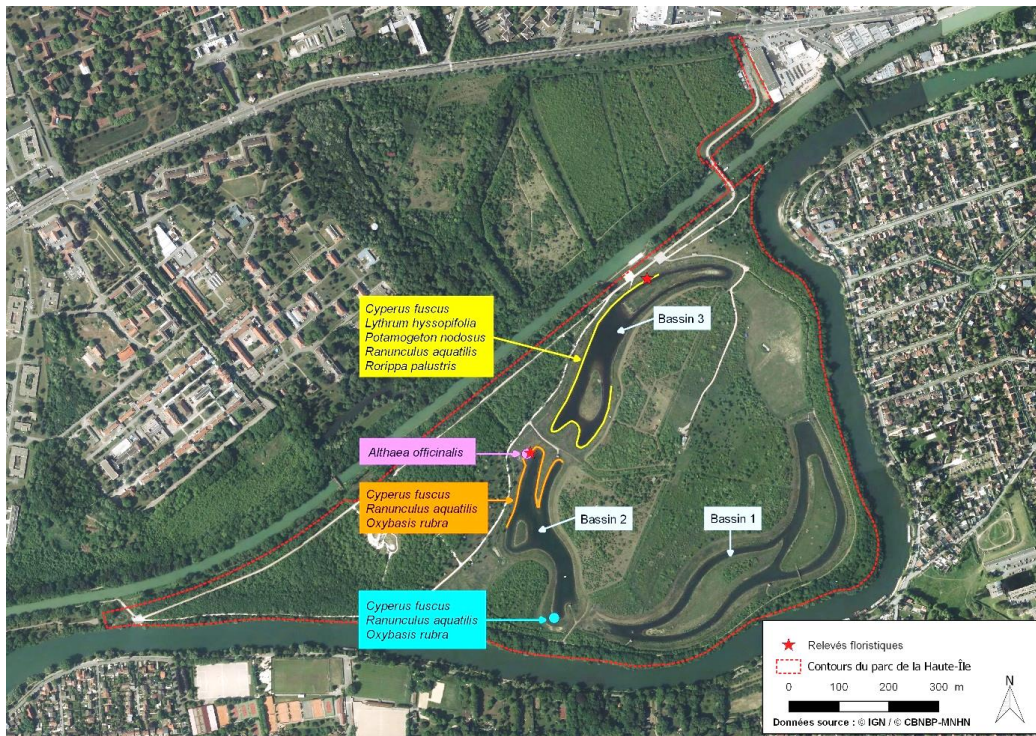 Cyperus fuscus
Lythrum hyssopifolia
Potamogeton nodosus
Ranunculus aquatilis
Rorippa palustris
Bassin 3
Althaea officinalis
Cyperus fuscus
Ranunculus aquatilis
Oxybasis rubra
Bassin 2
Bassin 1
Cyperus fuscus
Ranunculus aquatilis
Oxybasis rubra
Relevés floristiques
Contours du parc de la Haute-Île
0 100 200 300 m
N
Données source : © IGN / © CBNBP-MNHN